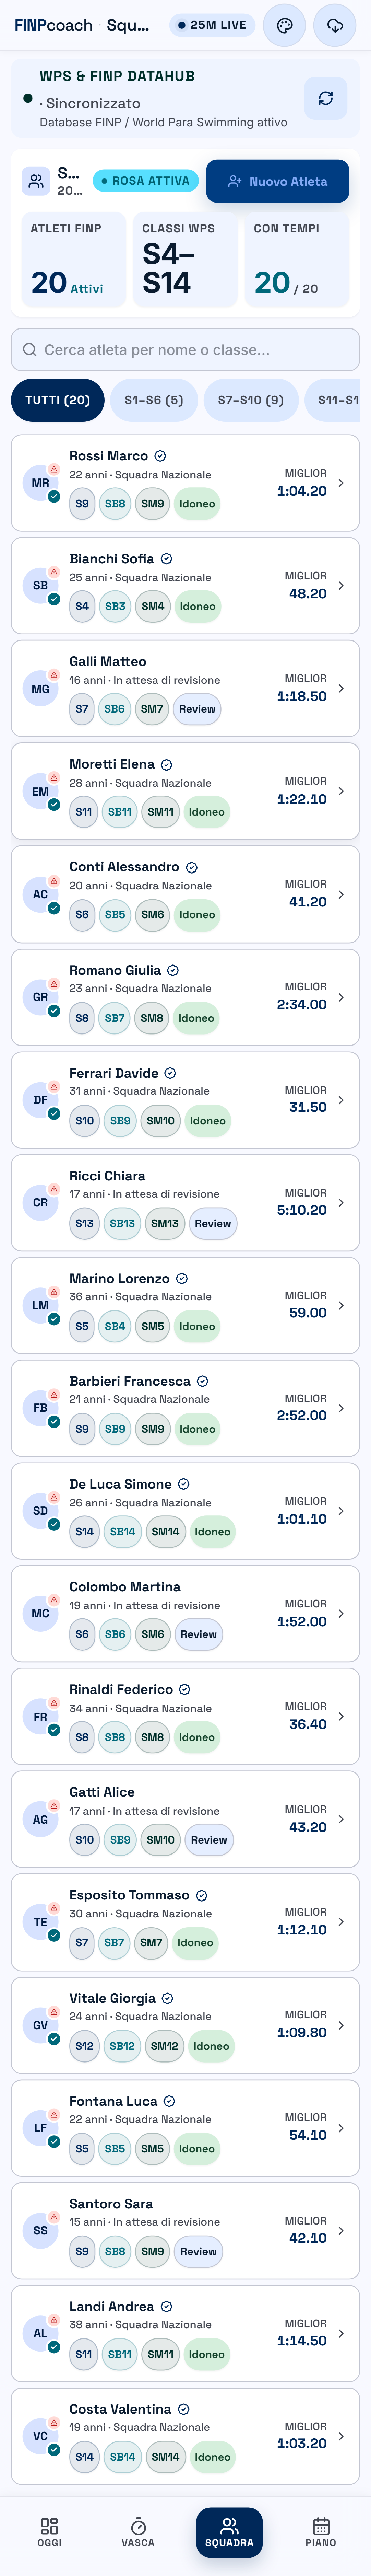 FINPcoach · Squ... 25M LIVE
WPS & FINP DATAHUB
· Sincronizzato
Database FINP / World Para Swimming attivo
S...
20...
ROSA ATTIVA
Nuovo Atleta
ATLETI FINP
20 Attivi
CLASSI WPS
S4–
S14
CON TEMPI
20 / 20
Cerca atleta per nome o classe...
TUTTI (20) S1–S6 (5) S7–S10 (9) S11–S1
MR
Rossi Marco
22 anni · Squadra Nazionale
S9 SB8 SM9 Idoneo
MIGLIOR
1:04.20
SB
Bianchi Sofia
25 anni · Squadra Nazionale
S4 SB3 SM4 Idoneo
MIGLIOR
48.20
MG
Galli Matteo
16 anni · In attesa di revisione
S7 SB6 SM7 Review
MIGLIOR
1:18.50
EM
Moretti Elena
28 anni · Squadra Nazionale
S11 SB11 SM11 Idoneo
MIGLIOR
1:22.10
AC
Conti Alessandro
20 anni · Squadra Nazionale
S6 SB5 SM6 Idoneo
MIGLIOR
41.20
GR
Romano Giulia
23 anni · Squadra Nazionale
S8 SB7 SM8 Idoneo
MIGLIOR
2:34.00
DF
Ferrari Davide
31 anni · Squadra Nazionale
S10 SB9 SM10 Idoneo
MIGLIOR
31.50
CR
Ricci Chiara
17 anni · In attesa di revisione
S13 SB13 SM13 Review
MIGLIOR
5:10.20
LM
Marino Lorenzo
36 anni · Squadra Nazionale
S5 SB4 SM5 Idoneo
MIGLIOR
59.00
FB
Barbieri Francesca
21 anni · Squadra Nazionale
S9 SB9 SM9 Idoneo
MIGLIOR
2:52.00
SD
De Luca Simone
26 anni · Squadra Nazionale
S14 SB14 SM14 Idoneo
MIGLIOR
1:01.10
MC
Colombo Martina
19 anni · In attesa di revisione
S6 SB6 SM6 Review
MIGLIOR
1:52.00
FR
Rinaldi Federico
34 anni · Squadra Nazionale
S8 SB8 SM8 Idoneo
MIGLIOR
36.40
AG
Gatti Alice
17 anni · In attesa di revisione
S10 SB9 SM10 Review
MIGLIOR
43.20
TE
Esposito Tommaso
30 anni · Squadra Nazionale
S7 SB7 SM7 Idoneo
MIGLIOR
1:12.10
GV
Vitale Giorgia
24 anni · Squadra Nazionale
S12 SB12 SM12 Idoneo
MIGLIOR
1:09.80
LF
Fontana Luca
22 anni · Squadra Nazionale
S5 SB5 SM5 Idoneo
MIGLIOR
54.10
SS
Santoro Sara
15 anni · In attesa di revisione
S9 SB8 SM9 Review
MIGLIOR
42.10
AL
Landi Andrea
38 anni · Squadra Nazionale
S11 SB11 SM11 Idoneo
MIGLIOR
1:14.50
VC
Costa Valentina
19 anni · Squadra Nazionale
S14 SB14 SM14 Idoneo
MIGLIOR
1:03.20
OGGI VASCA SQUADRA PIANO